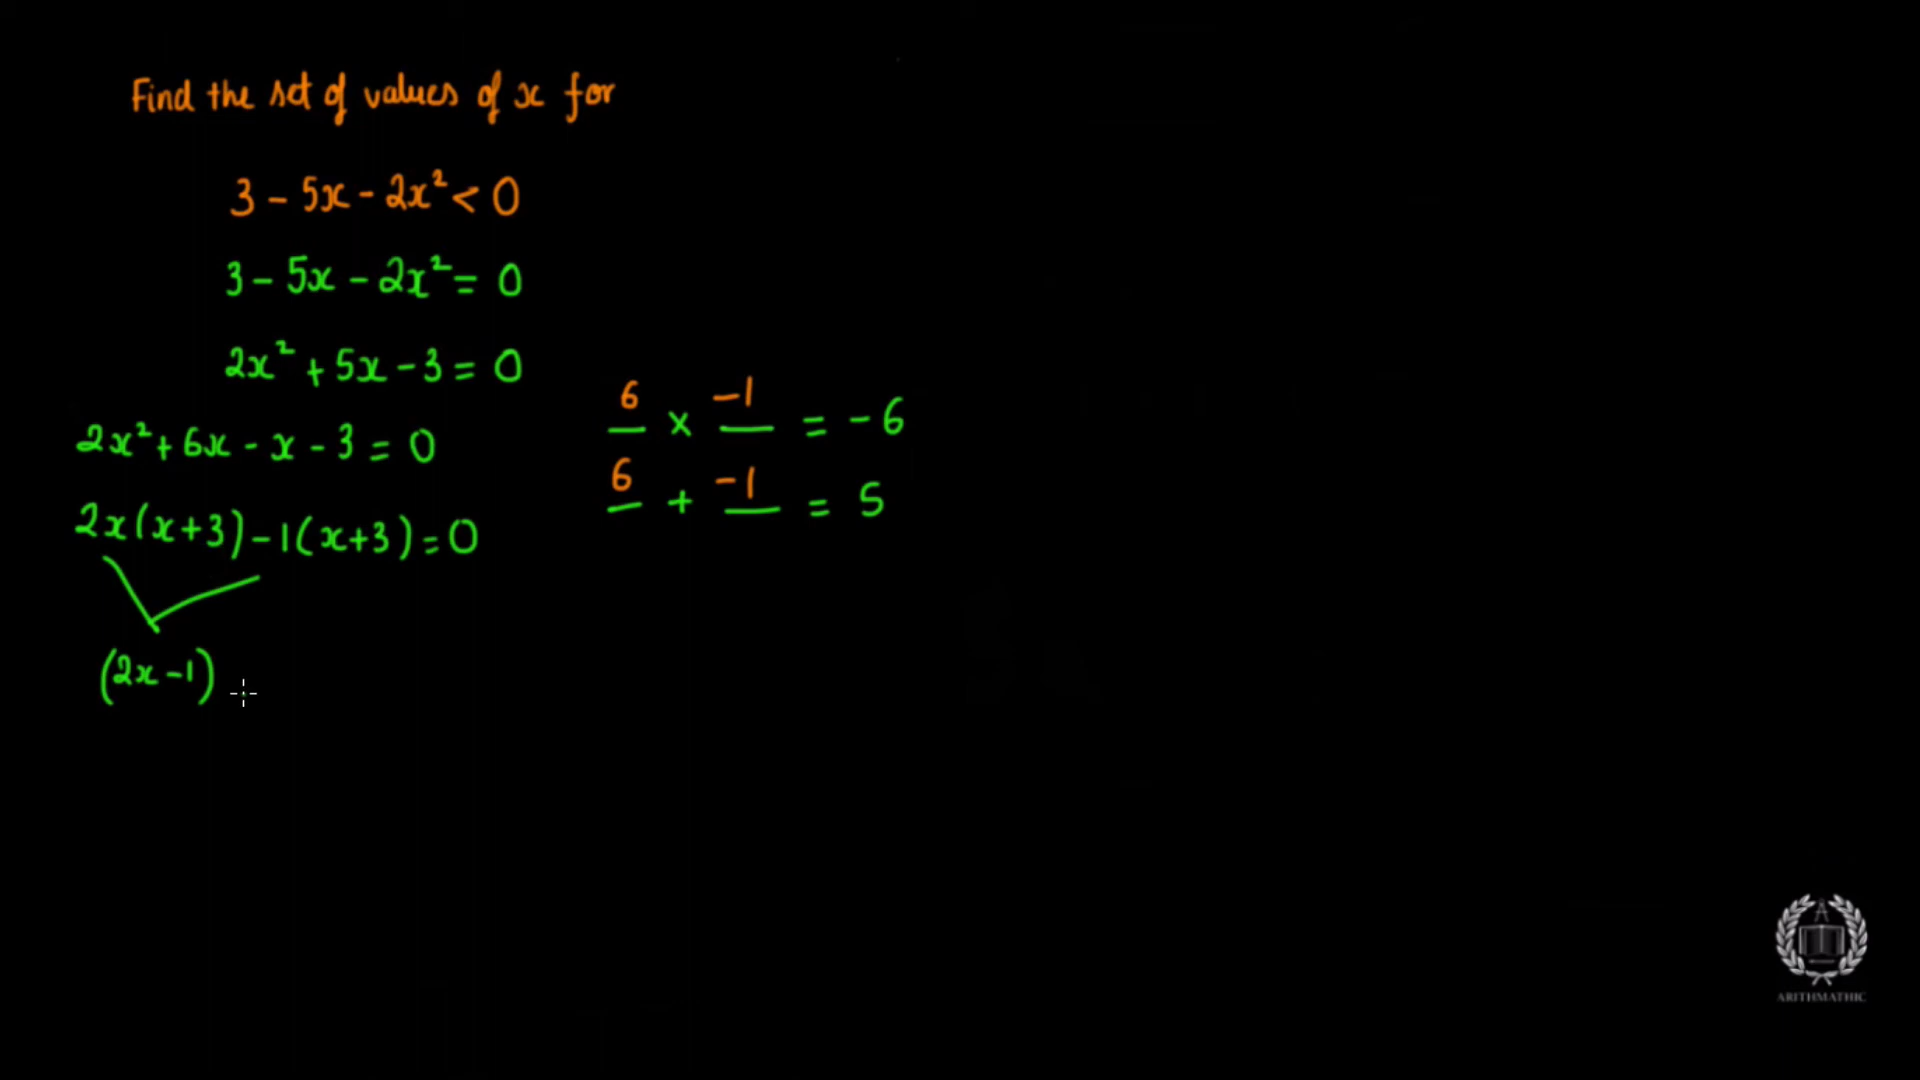 Find the set of values of x for
3 - 5x - 2x² < 0
3 - 5x - 2x² = 0
2x² + 5x - 3 = 0
2x² + 6x - x - 3 = 0
2x(x+3) - 1(x+3) = 0
(2x - 1)
6 × -1 = -6
6 + -1 = 5
ARITHMATHIC